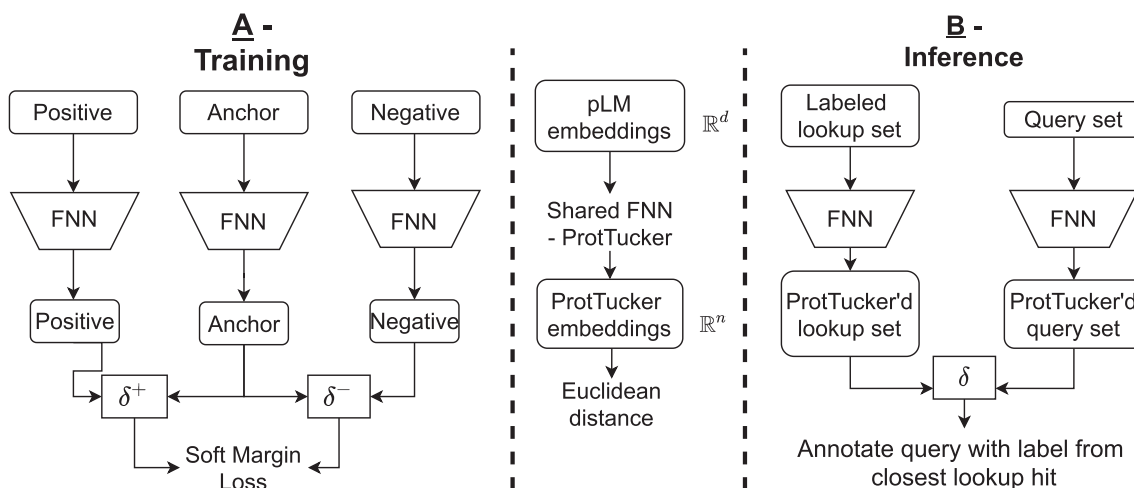 A -
Training
Positive
Anchor
Negative
FNN
FNN
FNN
Positive
Anchor
Negative
δ⁺
δ⁻
Soft Margin
Loss
pLM
embeddings
ℝᵈ
Shared FNN
- ProtTucker
ProtTucker
embeddings
ℝⁿ
Euclidean
distance
B -
Inference
Labeled
lookup set
Query set
FNN
FNN
ProtTucker'd
lookup set
ProtTucker'd
query set
δ
Annotate query with label from
closest lookup hit